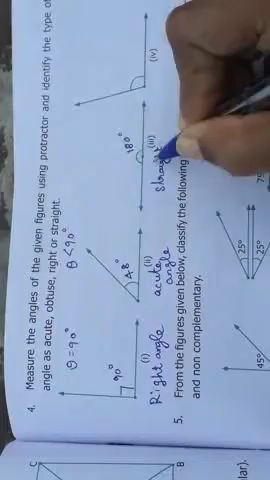 4. Measure the angles of the given figures using protractor and identify the type of
angle as acute, obtuse, right or straight.
θ = 90° θ < 90°
90° 48° 180°
(i) (ii) (iii) (iv)
Right angle acute angle straig
5. From the figures given below, classify the following
and non complementary.
45° 25° 25°
C
B
lar).